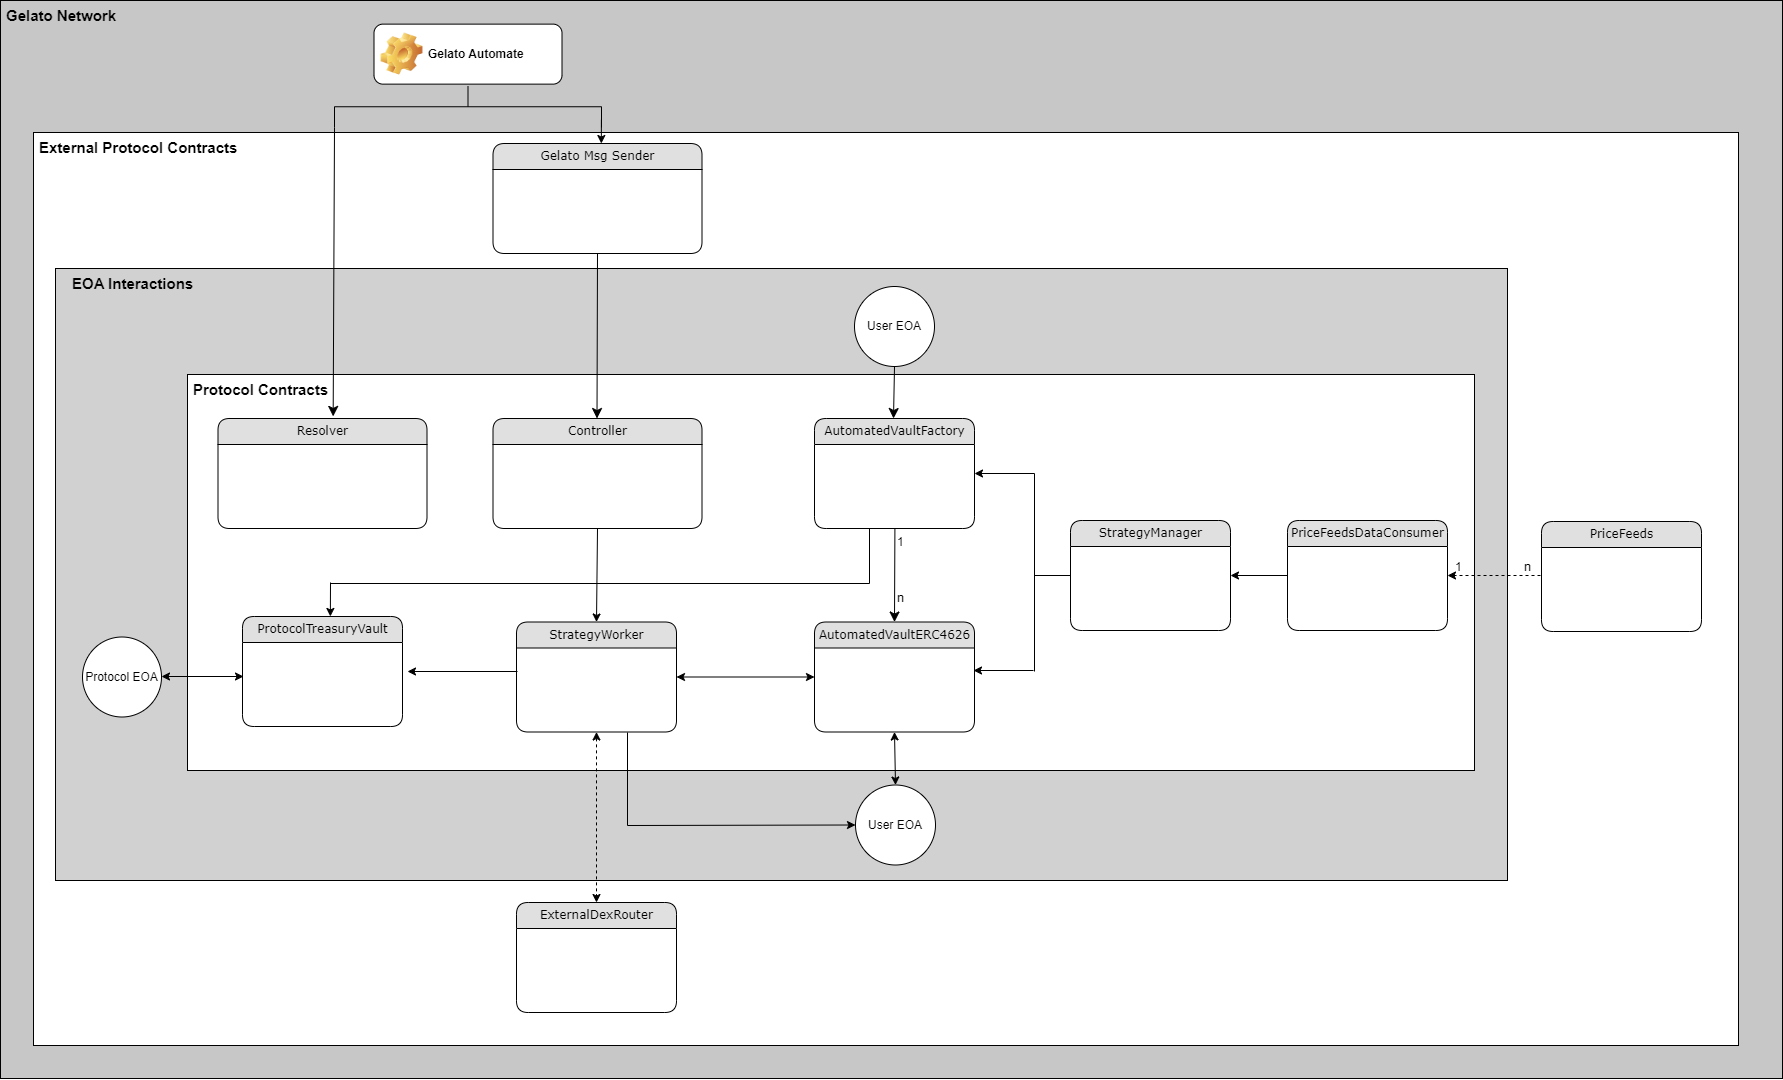 Gelato Network
Gelato Automate
External Protocol Contracts
Gelato Msg Sender
EOA Interactions
User EOA
Protocol Contracts
Resolver
Controller
AutomatedVaultFactory
StrategyManager
PriceFeedsDataConsumer
PriceFeeds
1
1
n
n
ProtocolTreasuryVault
StrategyWorker
AutomatedVaultERC4626
Protocol EOA
User EOA
ExternalDexRouter